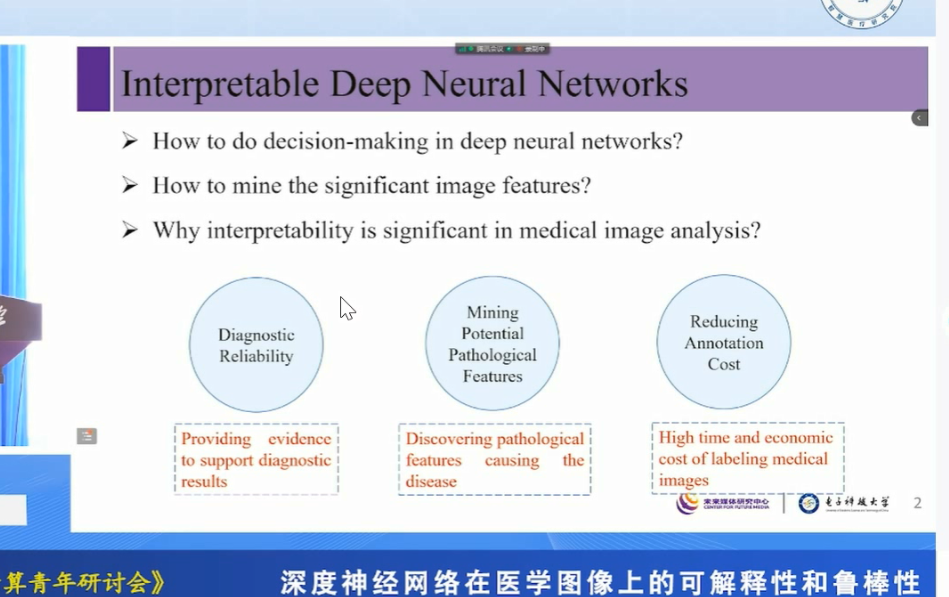 Interpretable Deep Neural Networks
How to do decision-making in deep neural networks?
How to mine the significant image features?
Why interpretability is significant in medical image analysis?
Diagnostic
Reliability
Mining
Potential
Pathological
Features
Reducing
Annotation
Cost
Providing evidence
to support diagnostic
results
Discovering pathological
features causing the
disease
High time and economic
cost of labeling medical
images
未来媒体研究中心
CENTER FOR FUTURE MEDIA
电子科技大学
2
算青年研讨会》
深度神经网络在医学图像上的可解释性和鲁棒性